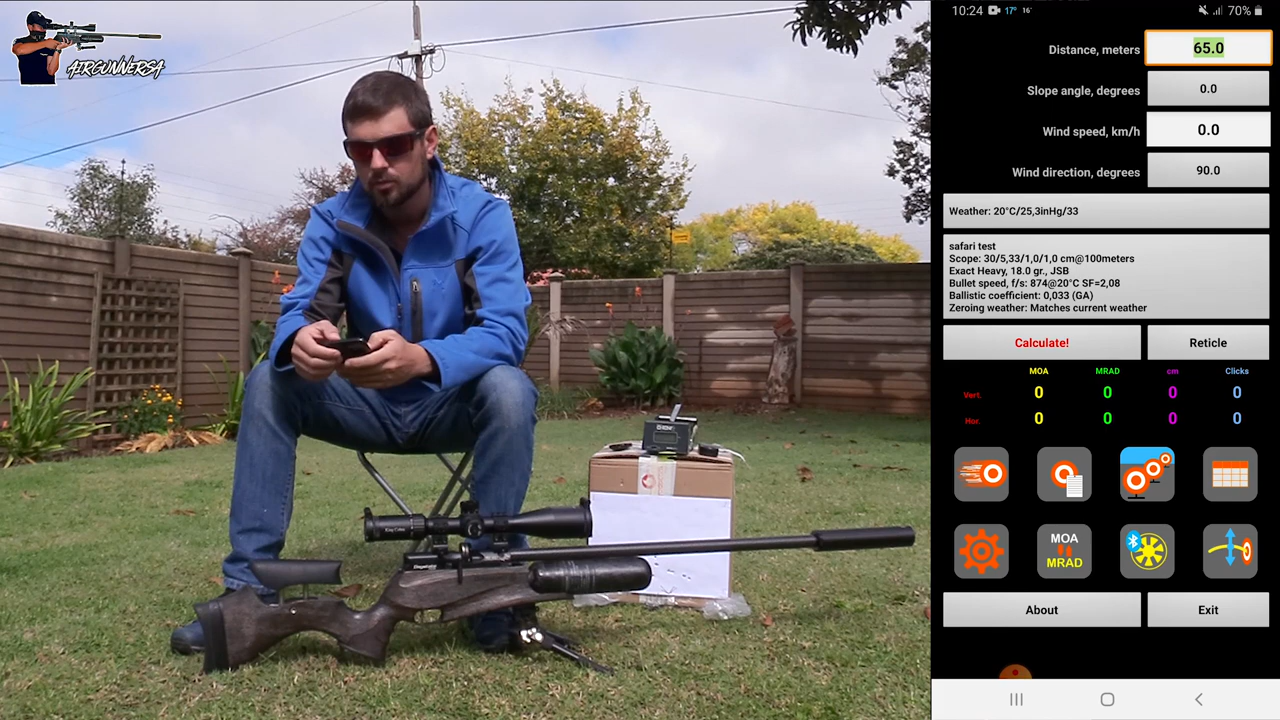 AIRGUNNERSA
10:24 17° 16° 70%
Distance, meters 65.0
Slope angle, degrees 0.0
Wind speed, km/h 0.0
Wind direction, degrees 90.0
Weather: 20°C/25,3inHg/33
safari test
Scope: 30/5,33/1,0/1,0 cm@100meters
Exact Heavy, 18.0 gr., JSB
Bullet speed, f/s: 874@20°C SF=2,08
Ballistic coefficient: 0,033 (GA)
Zeroing weather: Matches current weather
Calculate! Reticle
MOA MRAD cm Clicks
Vert. 0 0 0 0
Hor. 0 0 0 0
MOA
MRAD
About Exit